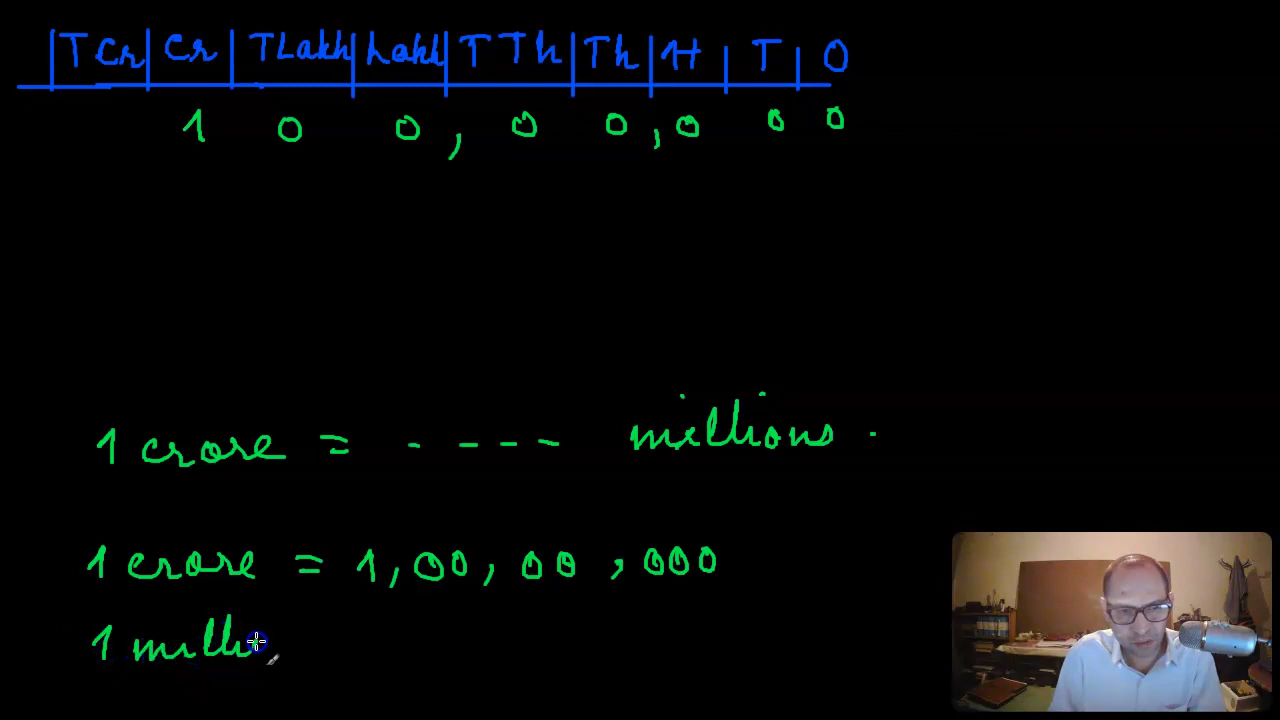 T Cr Cr TLakh Lakh T Th Th H T O
1 0 0, 0 0, 0 0 0
1 crore = - - - - millions.
1 crore = 1,00,00,000
1 milli